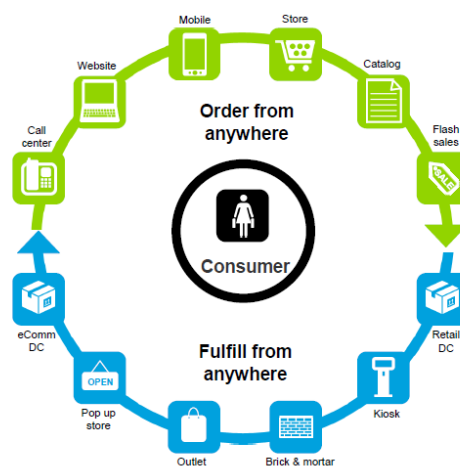 Mobile
Store
Website
Catalog
Order from
anywhere
Call
center
Flash
sales
SALE
Consumer
eComm
DC
Retail
DC
Fulfill from
anywhere
OPEN
Pop up
store
Kiosk
Outlet
Brick & mortar